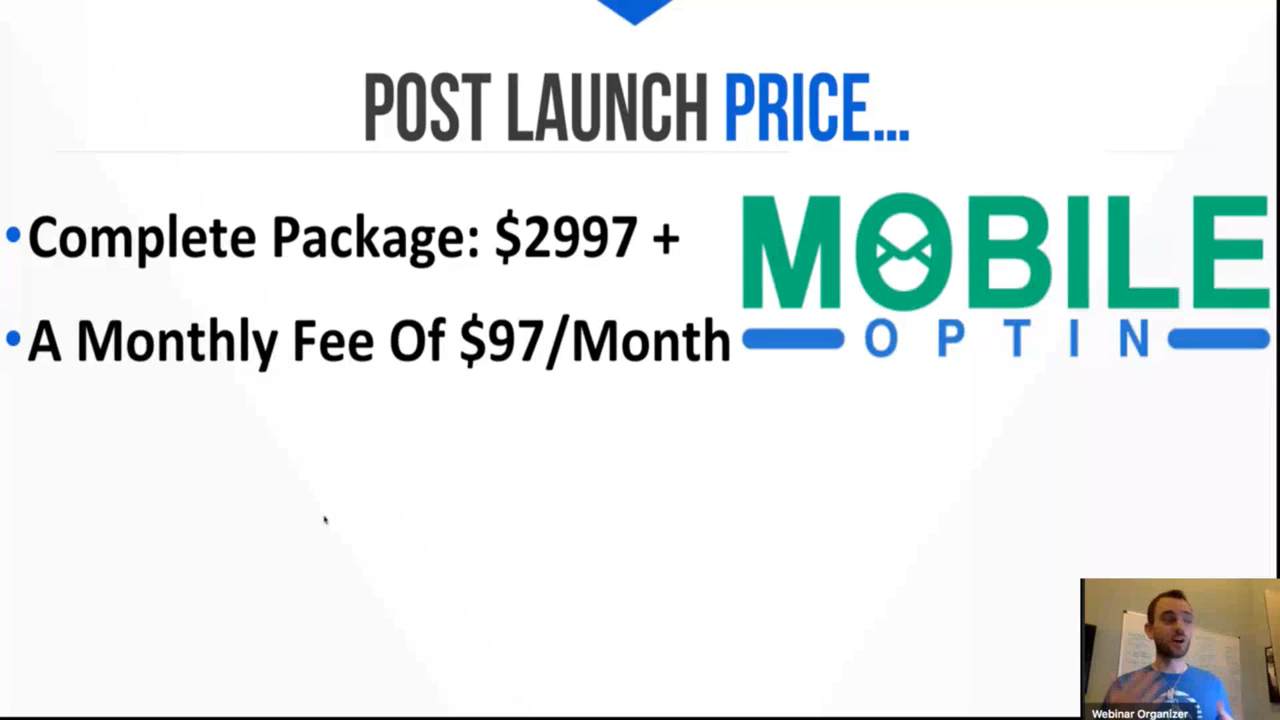 POST LAUNCH PRICE...
•Complete Package: $2997 +
•A Monthly Fee Of $97/Month
MOBILE
OPTIN
Webinar Organizer